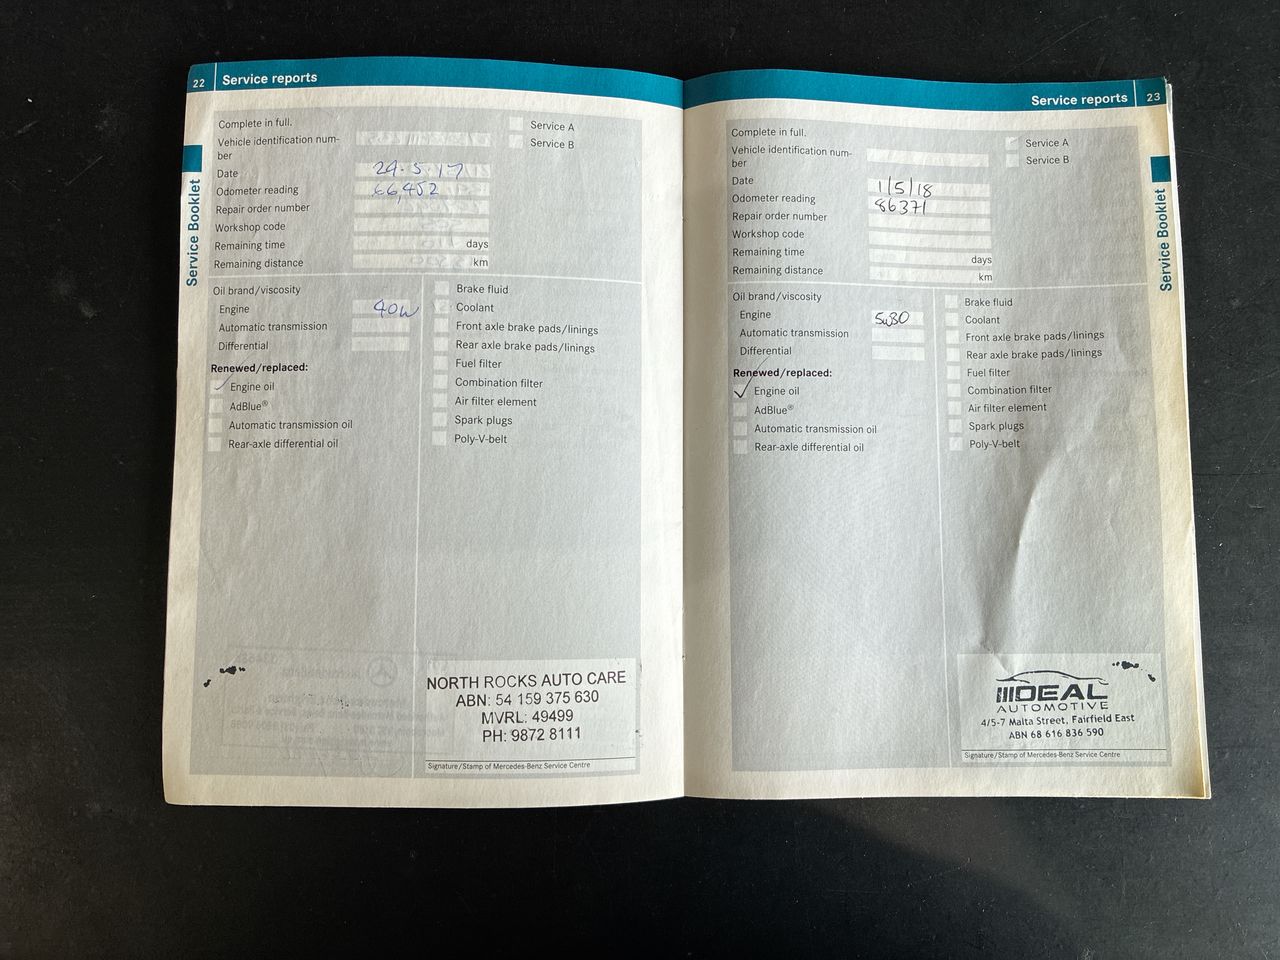 22 Service reports
Complete in full.
Service A
Vehicle identification num-
ber
Service B
Date 29.5.17
Odometer reading 66,452
Repair order number
Workshop code
Remaining time days
Remaining distance km
Oil brand/viscosity
Engine 40w
Automatic transmission
Differential
Renewed/replaced:
Engine oil
AdBlue®
Automatic transmission oil
Rear-axle differential oil
Brake fluid
Coolant
Front axle brake pads/linings
Rear axle brake pads/linings
Fuel filter
Combination filter
Air filter element
Spark plugs
Poly-V-belt
NORTH ROCKS AUTO CARE
ABN: 54 159 375 630
MVRL: 49499
PH: 9872 8111
Signature/Stamp of Mercedes-Benz Service Centre
Service Booklet
Service reports 23
Complete in full.
Service A
Vehicle identification num-
ber
Service B
Date 1/5/18
Odometer reading 86371
Repair order number
Workshop code
Remaining time days
Remaining distance km
Oil brand/viscosity
Engine 5w30
Automatic transmission
Differential
Renewed/replaced:
Engine oil
AdBlue®
Automatic transmission oil
Rear-axle differential oil
Brake fluid
Coolant
Front axle brake pads/linings
Rear axle brake pads/linings
Fuel filter
Combination filter
Air filter element
Spark plugs
Poly-V-belt
IDEAL
AUTOMOTIVE
4/5-7 Malta Street, Fairfield East
ABN 68 616 836 590
Signature/Stamp of Mercedes-Benz Service Centre
Service Booklet